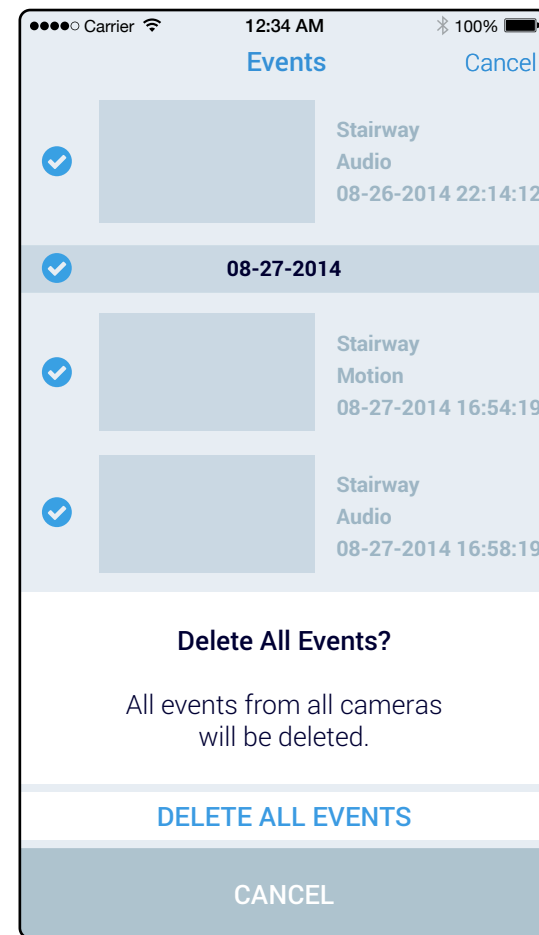 Carrier 12:34 AM 100%
Events Cancel
Stairway
Audio
08-26-2014 22:14:12
08-27-2014
Stairway
Motion
08-27-2014 16:54:19
Stairway
Audio
08-27-2014 16:58:19
Delete All Events?
All events from all cameras
will be deleted.
DELETE ALL EVENTS
CANCEL